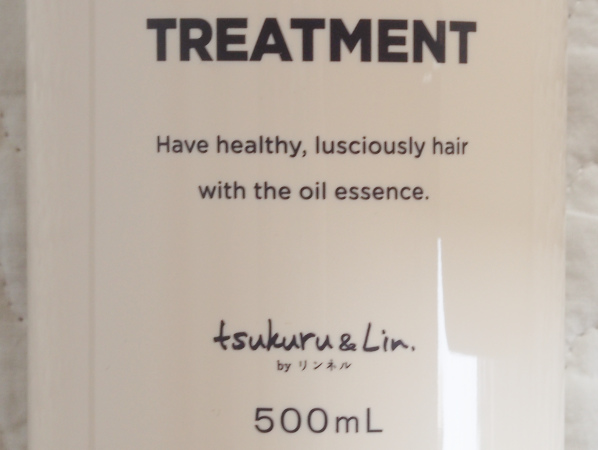 TREATMENT
Have healthy, lusciously hair
with the oil essence.
tsukuru & Lin.
by リンネル
500mL